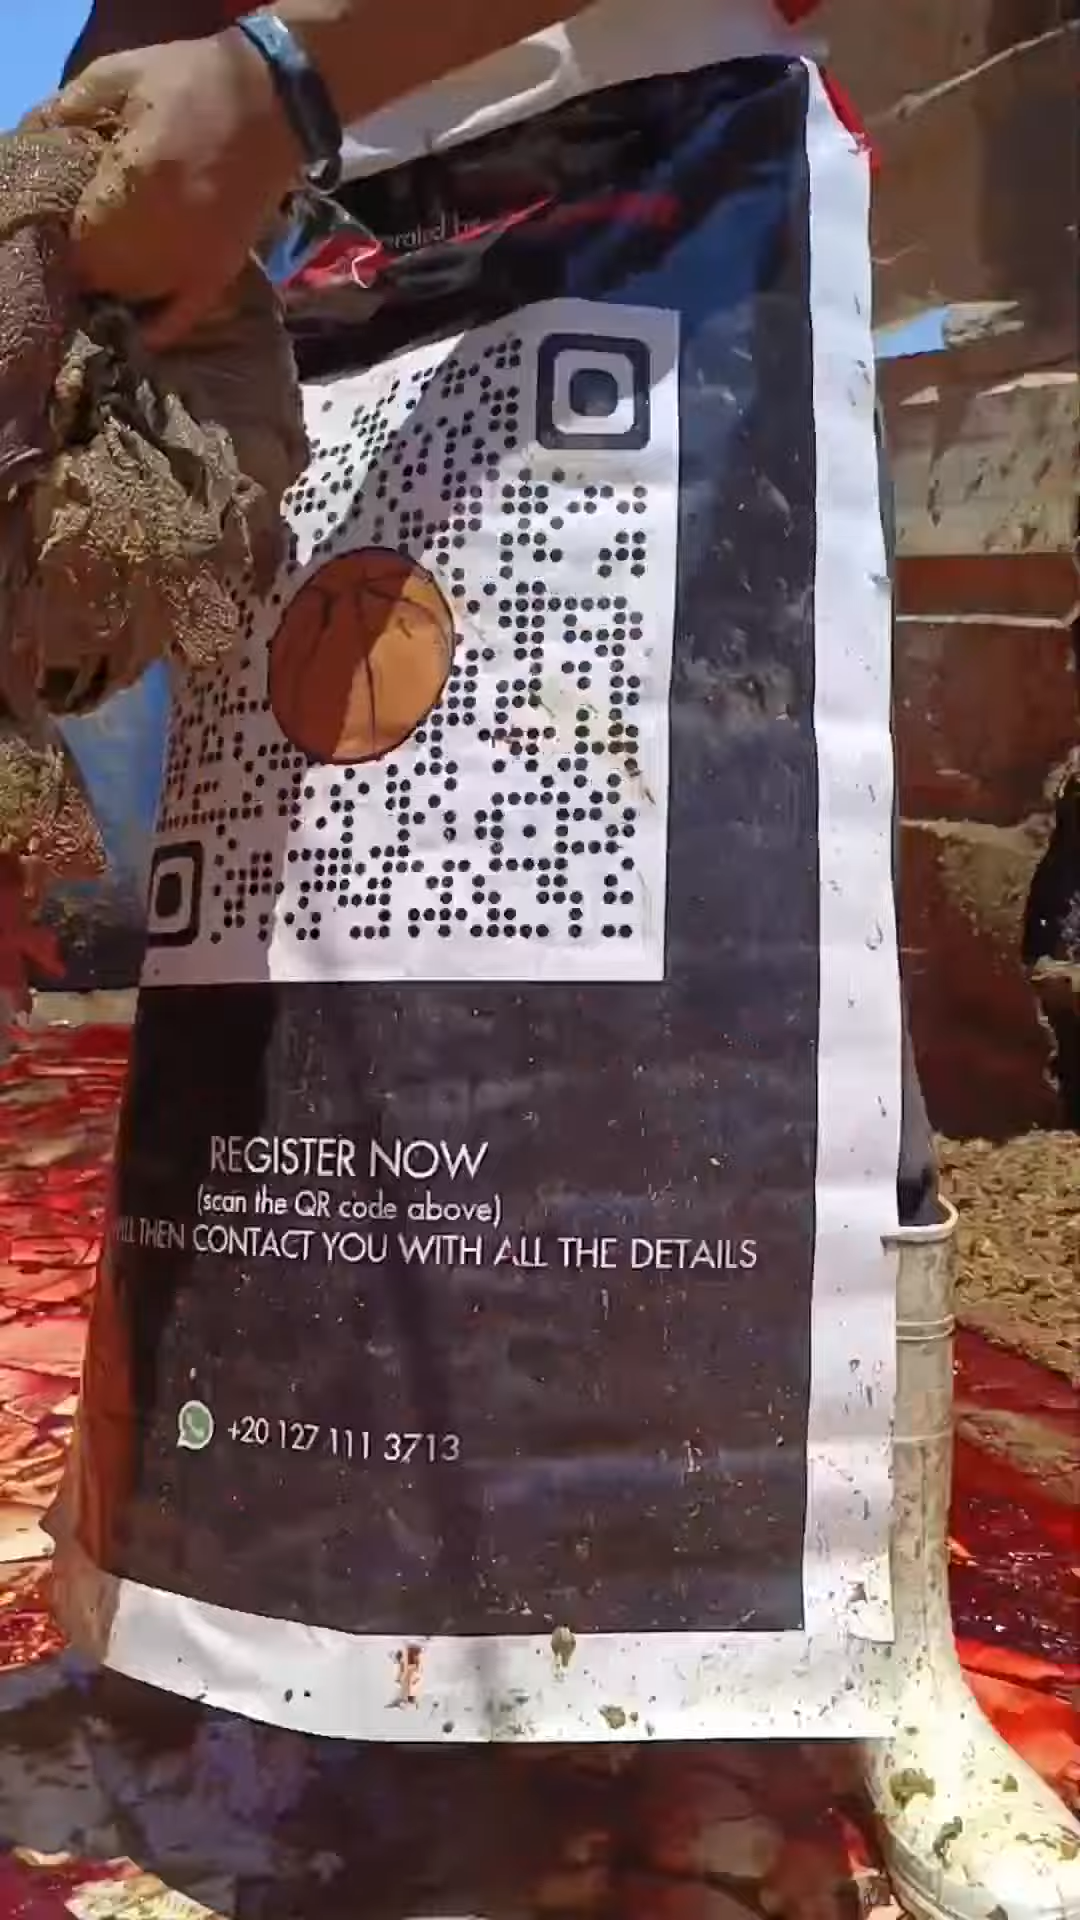 REGISTER NOW
(scan the QR code above)
THEN CONTACT YOU WITH ALL THE DETAILS
+20 127 111 3713